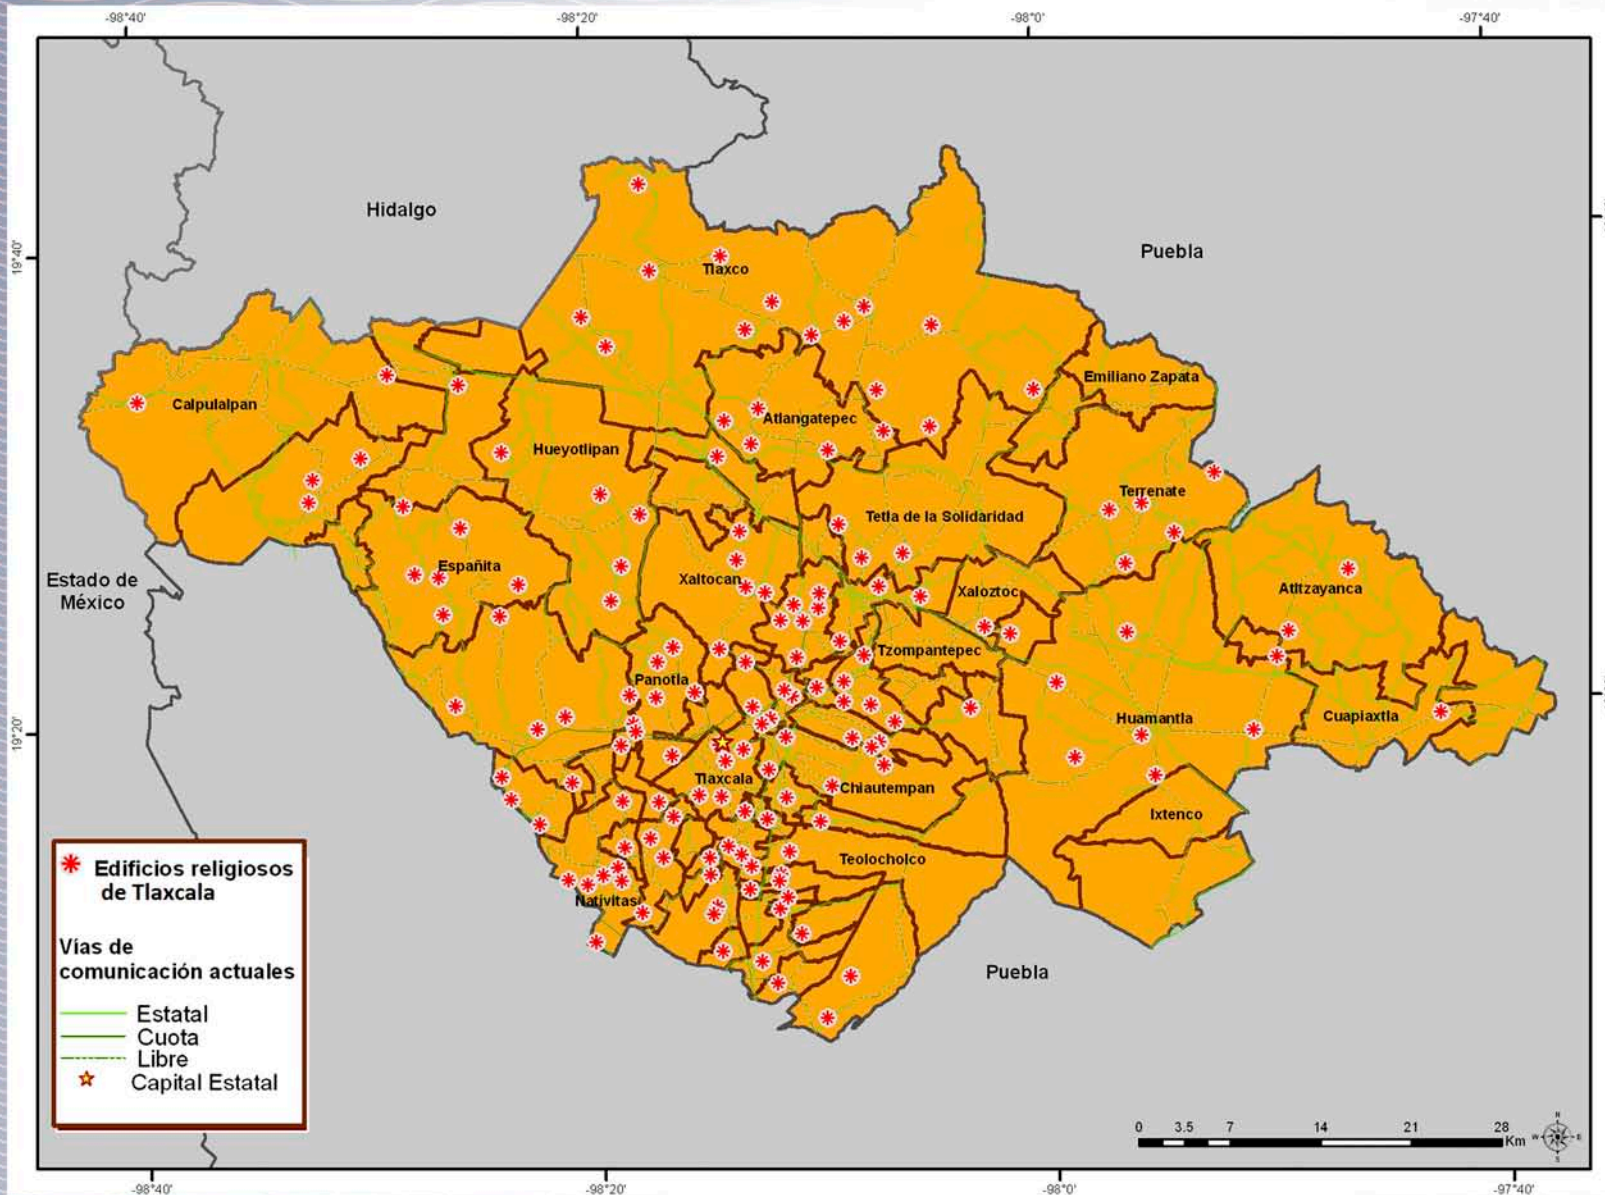 -98°40'
-98°20'
-98°0'
-97°40'
Hidalgo
Puebla
19°40'
Tlaxco
Emiliano Zapata
Calpulalpan
Atlangatepec
Hueyotlipan
Terrenate
Tetla de la Solidaridad
Españita
Estado de
México
Xaltocan
Xaloztoc
Atltzayanca
Tzompantepec
Panotla
Huamantla
Cuapiaxtla
19°20'
Tlaxcala
Chiautempan
Ixtenco
Teolocholco
Nativitas
Puebla
Edificios religiosos
de Tlaxcala
Vías de
comunicación actuales
Estatal
Cuota
Libre
Capital Estatal
0 3.5 7 14 21 28
Km
N
W E
S
-98°40'
-98°20'
-98°0'
-97°40'